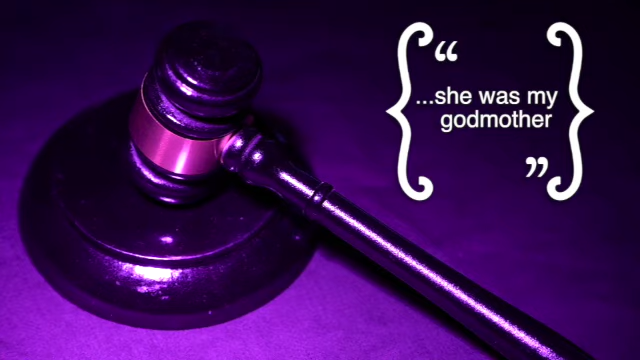 “
...she was my
godmother
”